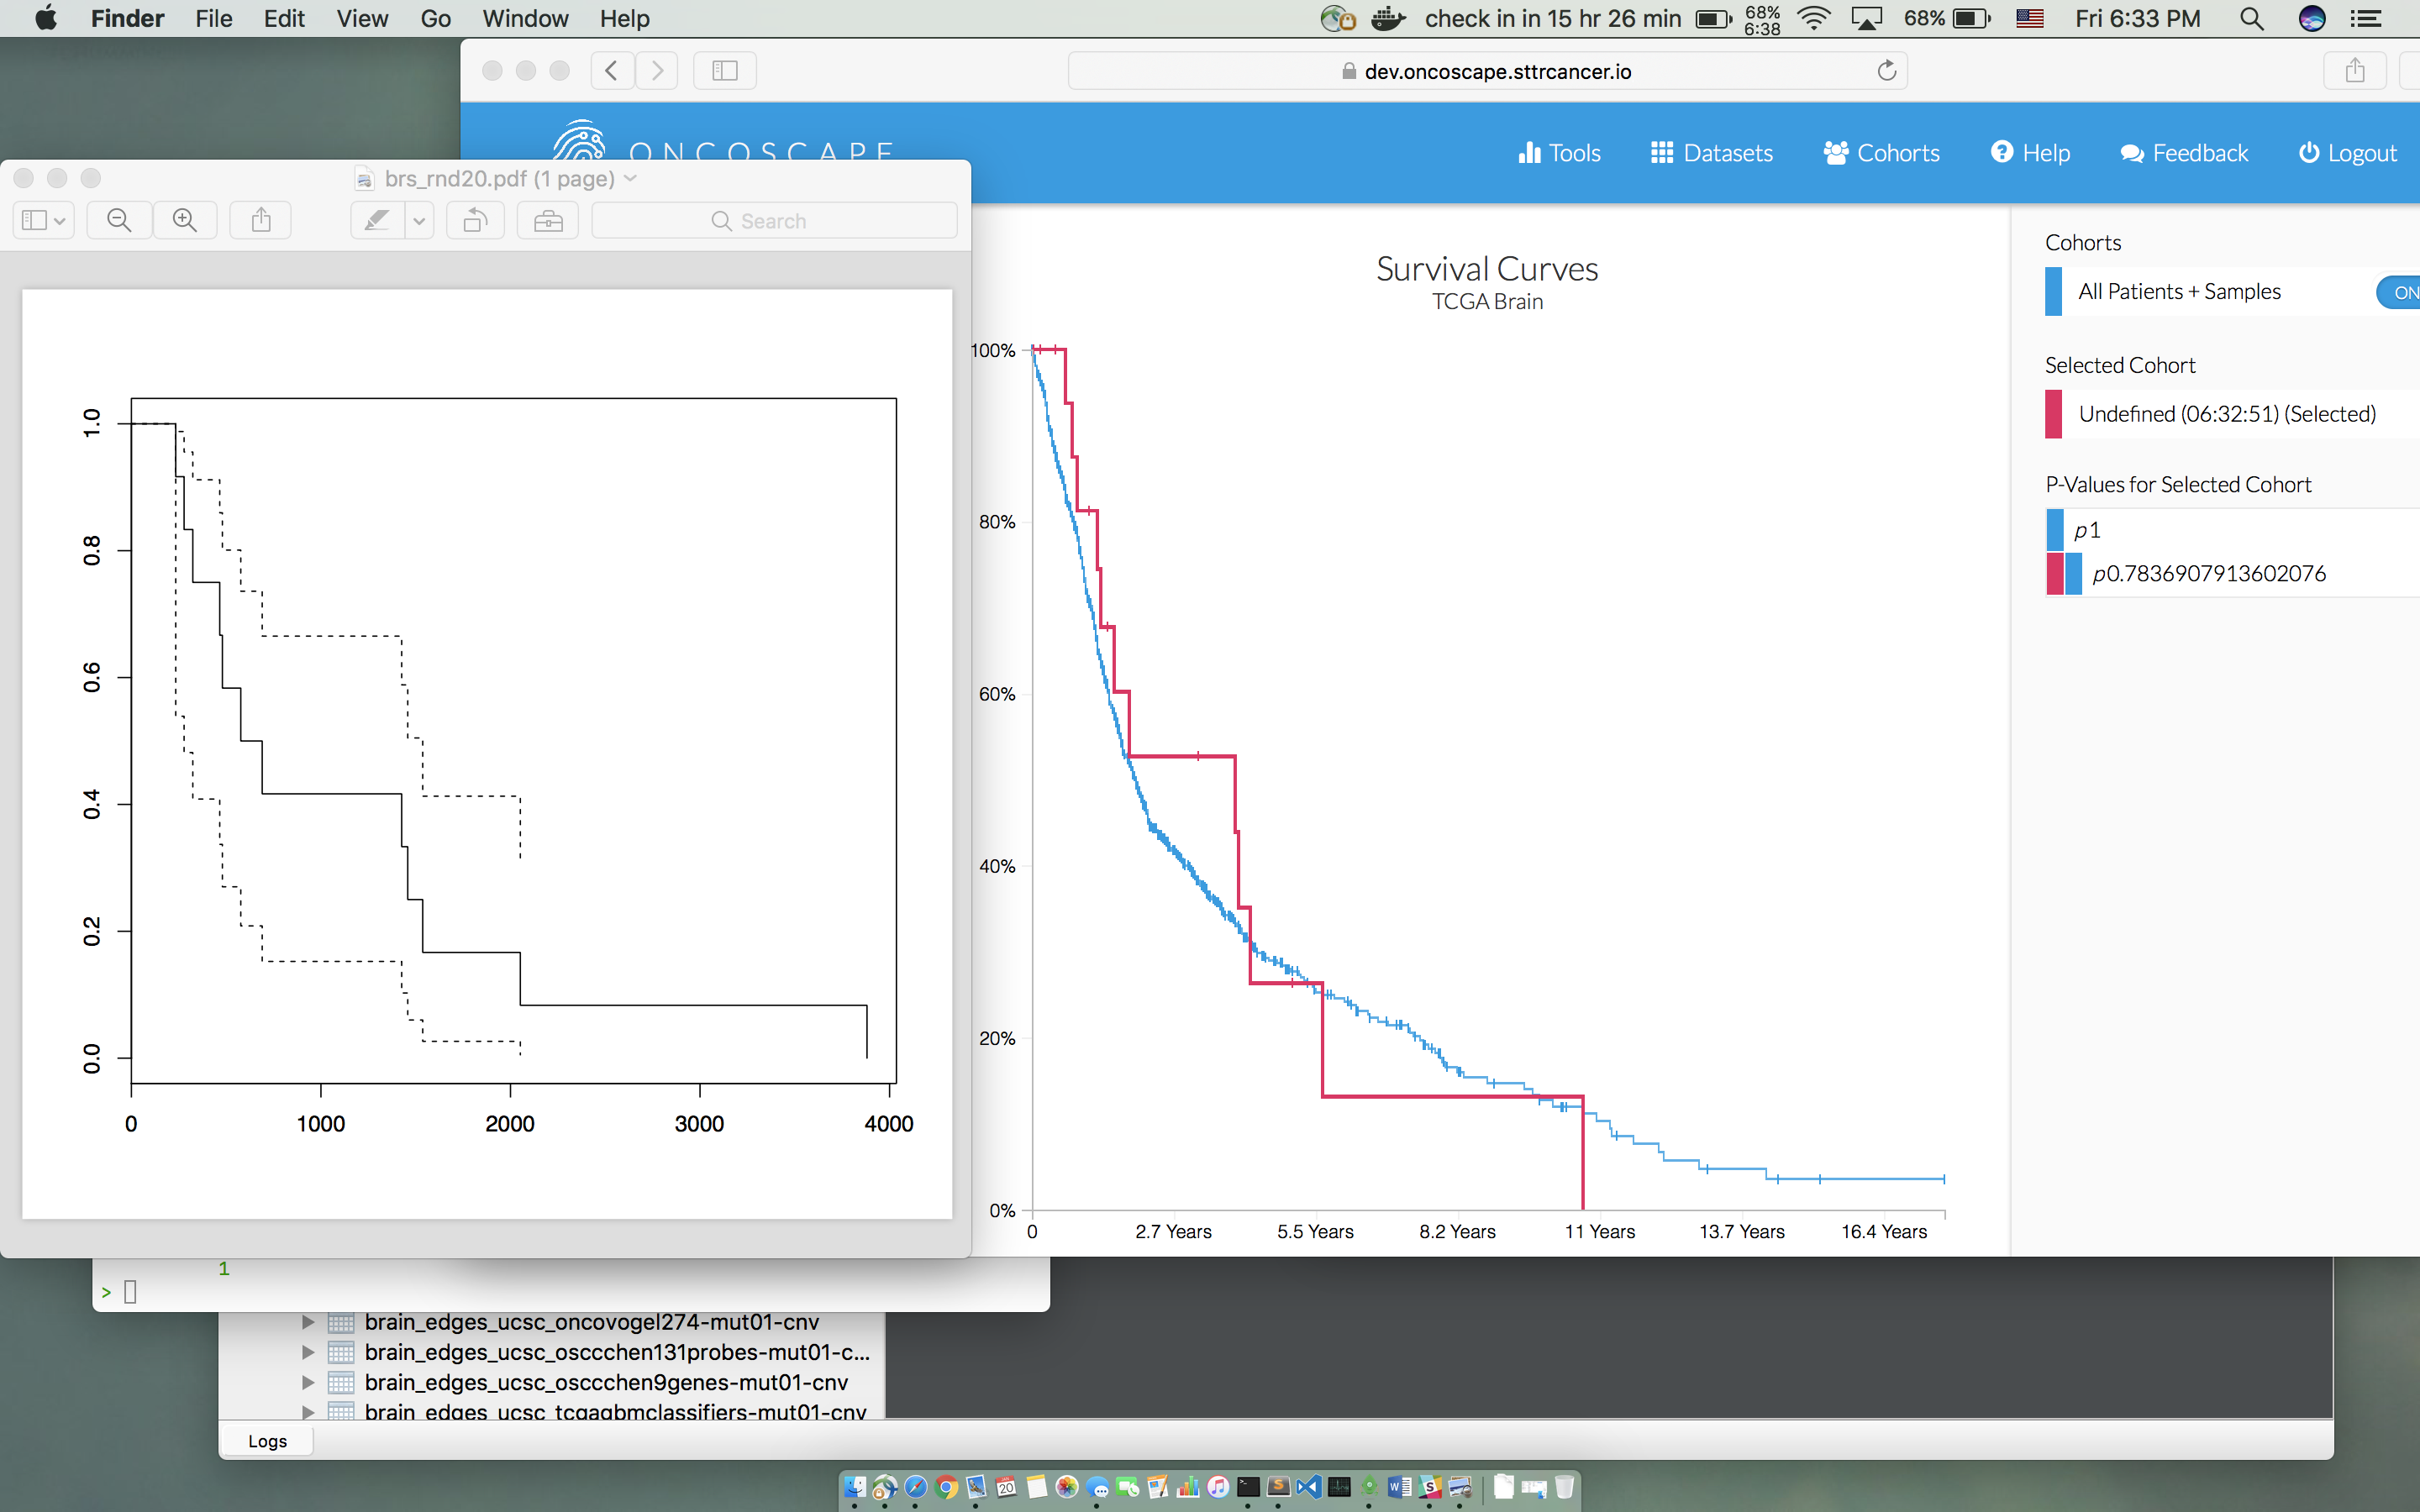 Finder File Edit View Go Window Help
check in in 15 hr 26 min 68% 6:38 68% Fri 6:33 PM
dev.oncoscape.sttrcancer.io
ONCOSCAPE
Tools Datasets Cohorts Help Feedback Logout
brs_rnd20.pdf (1 page)
Search
1.0
0.8
0.6
0.4
0.2
0.0
0 1000 2000 3000 4000
Survival Curves
TCGA Brain
100%
80%
60%
40%
20%
0%
0 2.7 Years 5.5 Years 8.2 Years 11 Years 13.7 Years 16.4 Years
Cohorts
All Patients + Samples ON
Selected Cohort
Undefined (06:32:51) (Selected)
P-Values for Selected Cohort
p1
p0.7836907913602076
1
>
brain_edges_ucsc_oncovogel274-mut01-cnv
brain_edges_ucsc_osccchen131probes-mut01-c...
brain_edges_ucsc_osccchen9genes-mut01-cnv
brain_edges_ucsc_tcgagbmclassifiers-mut01-cnv
Logs
20